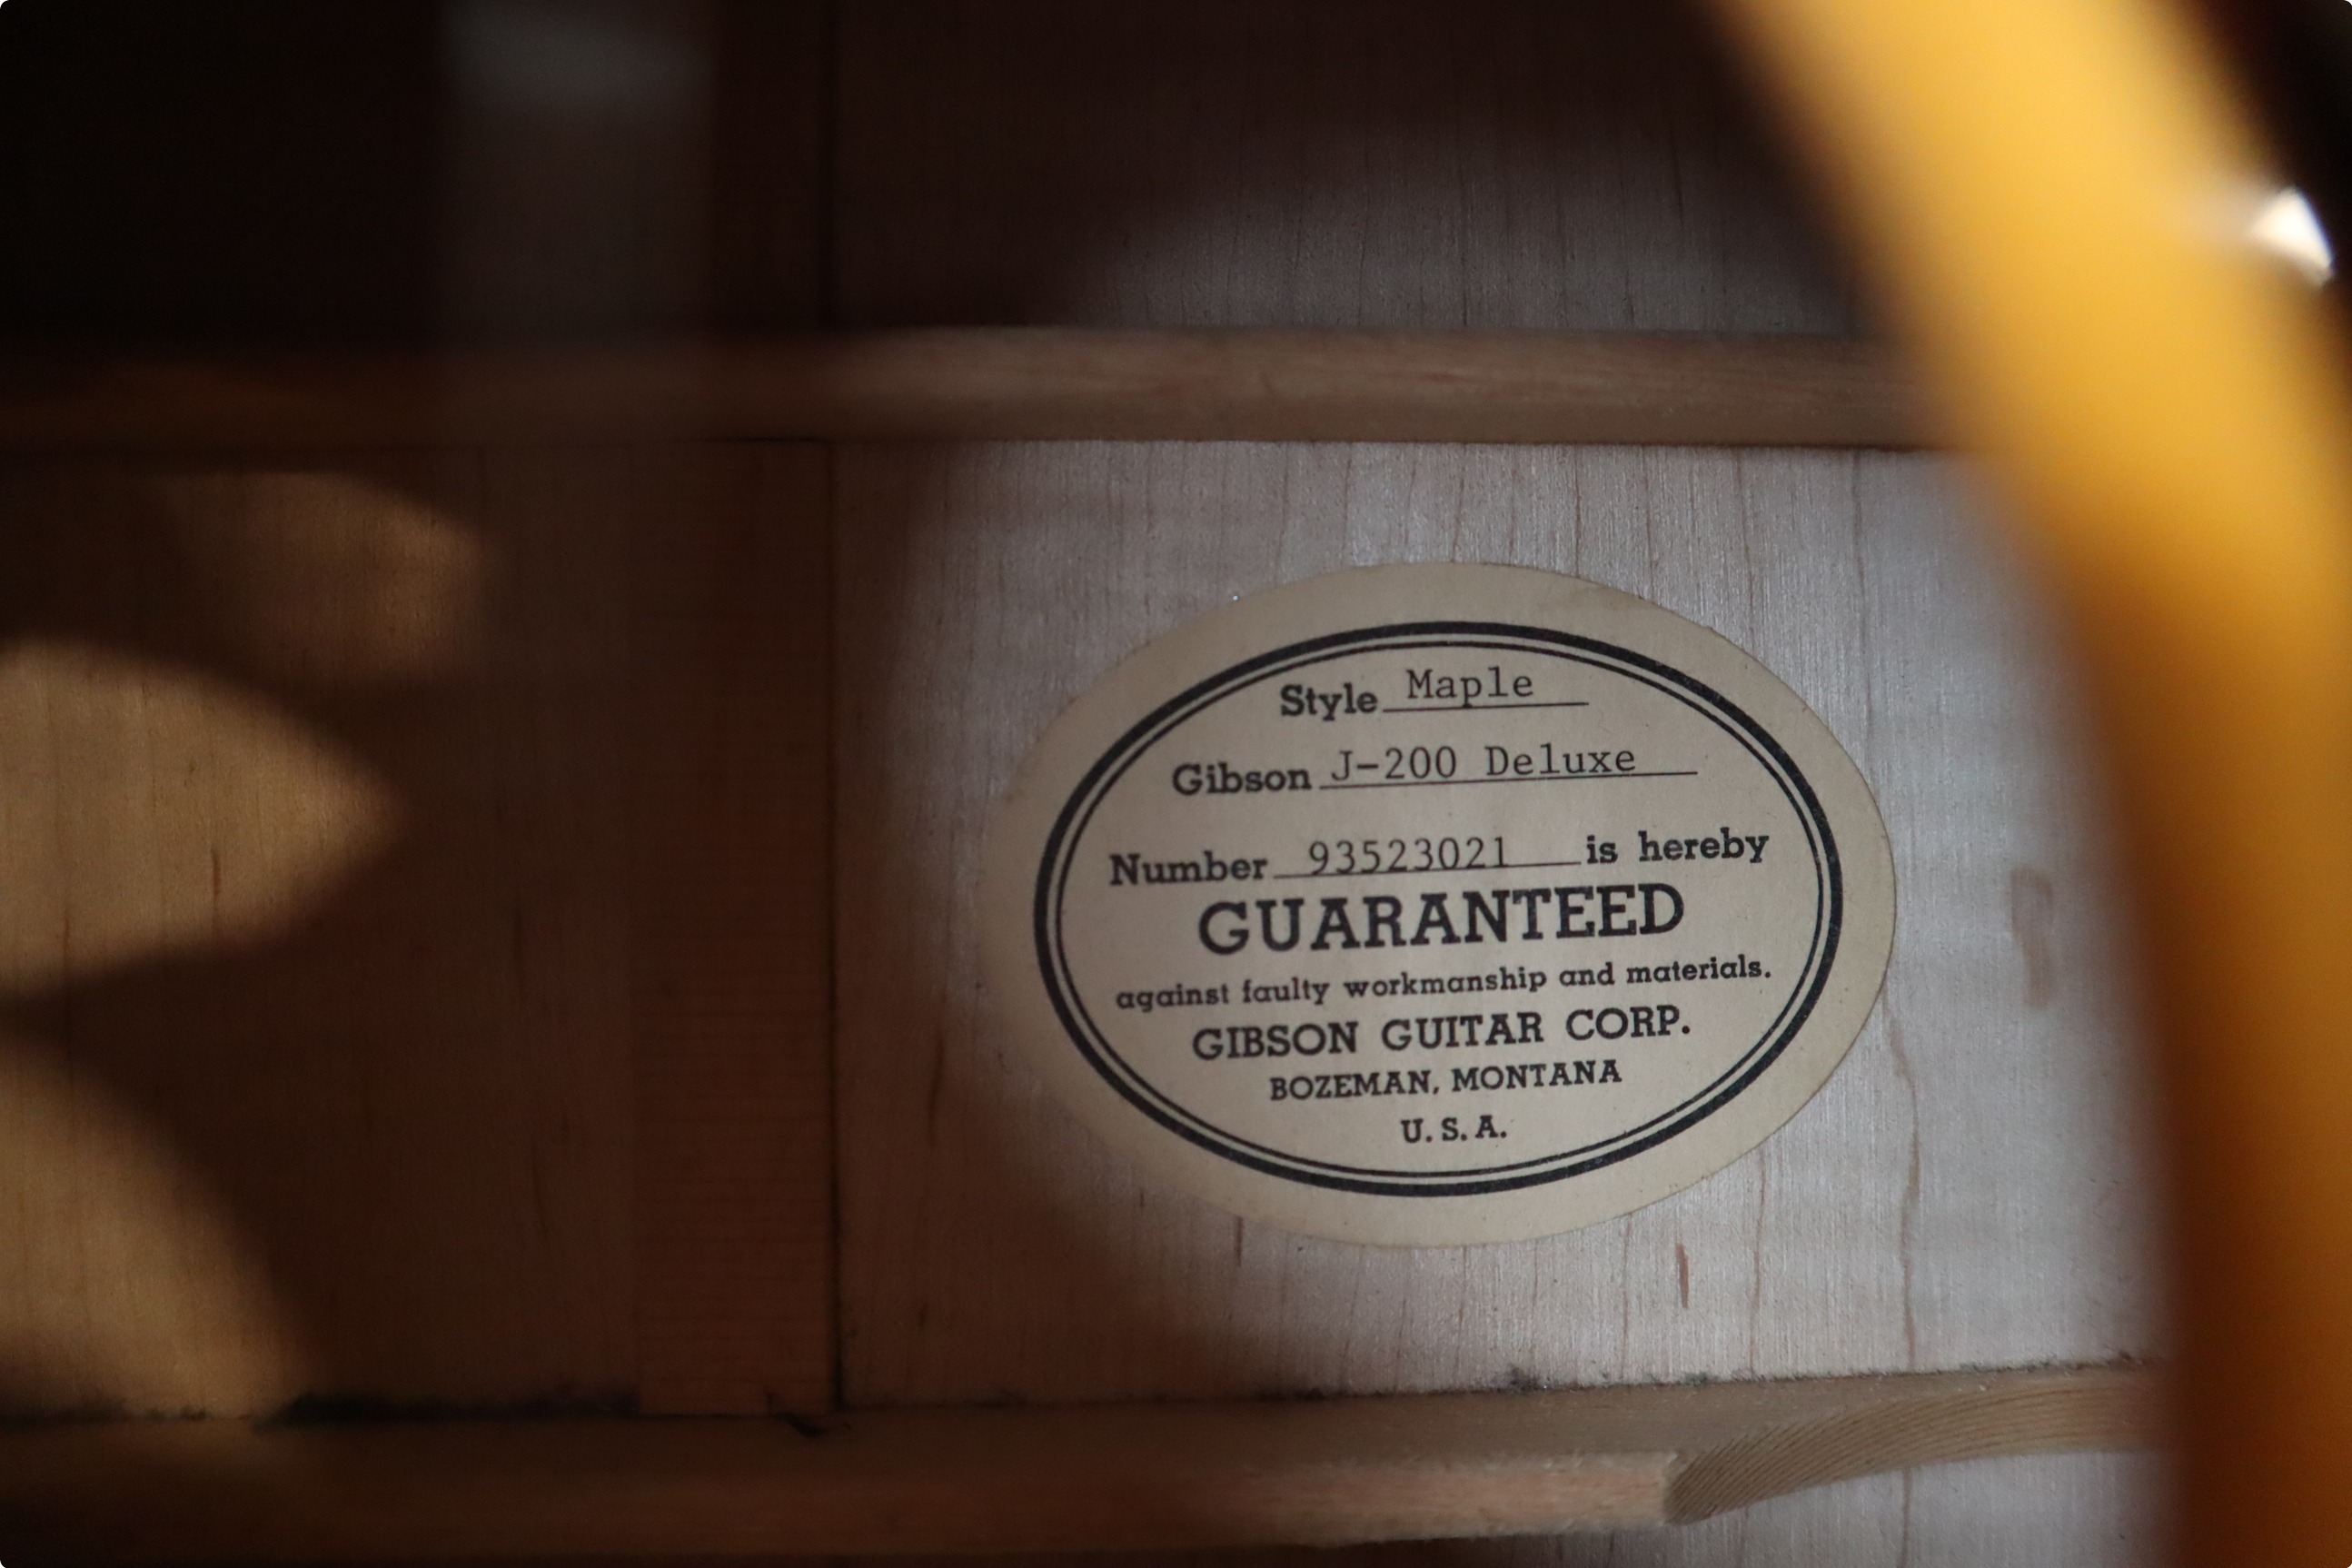 Style Maple
Gibson J-200 Deluxe
Number 93523021 is hereby
GUARANTEED
against faulty workmanship and materials.
GIBSON GUITAR CORP.
BOZEMAN, MONTANA
U. S. A.